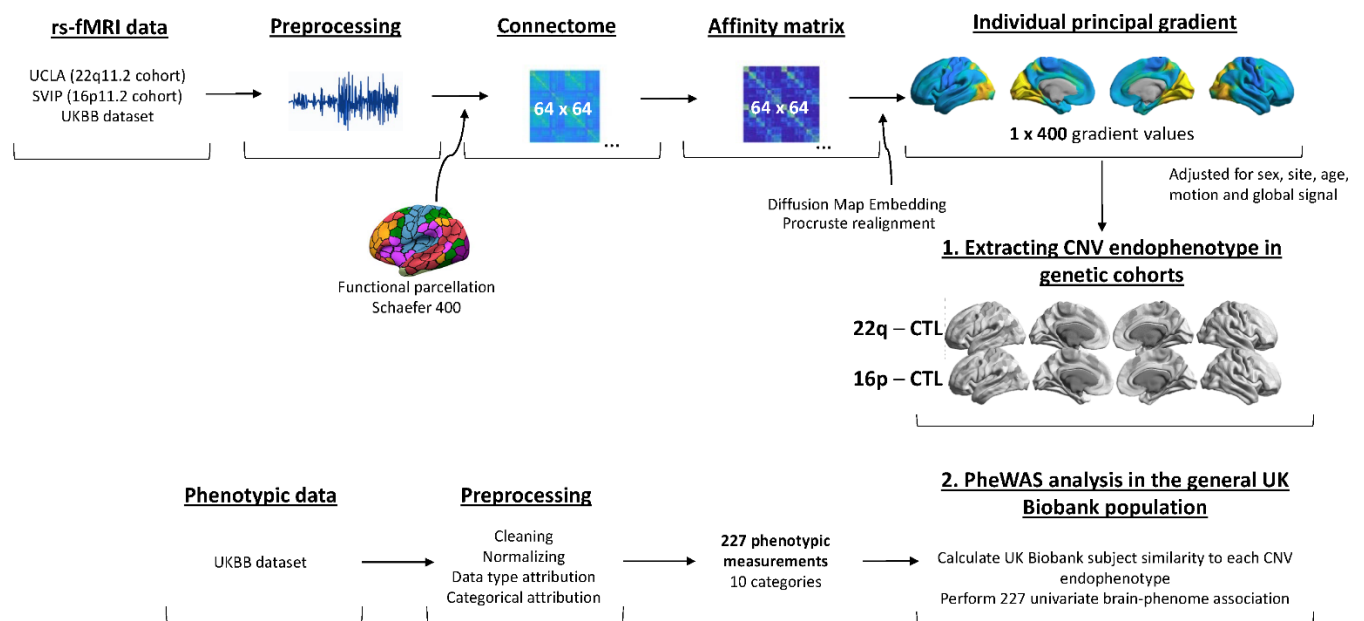 rs-fMRI data
UCLA (22q11.2 cohort)
SVIP (16p11.2 cohort)
UKBB dataset
Preprocessing
Connectome
64 x 64
...
Functional parcellation
Schaefer 400
Affinity matrix
64 x 64
...
Diffusion Map Embedding
Procruste realignment
Individual principal gradient
1 x 400 gradient values
Adjusted for sex, site, age,
motion and global signal
1. Extracting CNV endophenotype in
genetic cohorts
22q – CTL
16p – CTL
Phenotypic data
UKBB dataset
Preprocessing
Cleaning
Normalizing
Data type attribution
Categorical attribution
227 phenotypic
measurements
10 categories
2. PheWAS analysis in the general UK
Biobank population
Calculate UK Biobank subject similarity to each CNV
endophenotype
Perform 227 univariate brain-phenome association